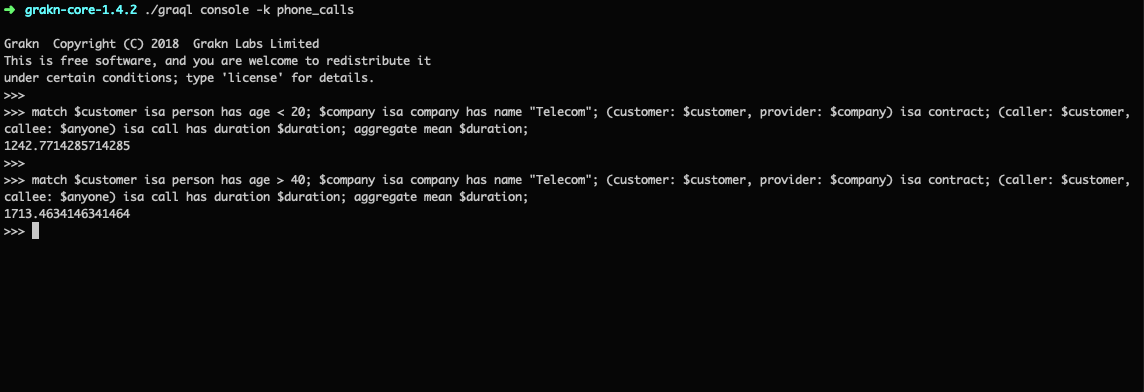 ➜ grakn-core-1.4.2 ./graql console -k phone_calls
Grakn Copyright (C) 2018 Grakn Labs Limited
This is free software, and you are welcome to redistribute it
under certain conditions; type 'license' for details.
>>>
>>> match $customer isa person has age < 20; $company isa company has name "Telecom"; (customer: $customer, provider: $company) isa contract; (caller: $customer,
callee: $anyone) isa call has duration $duration; aggregate mean $duration;
1242.7714285714285
>>>
>>> match $customer isa person has age > 40; $company isa company has name "Telecom"; (customer: $customer, provider: $company) isa contract; (caller: $customer,
callee: $anyone) isa call has duration $duration; aggregate mean $duration;
1713.4634146341464
>>>